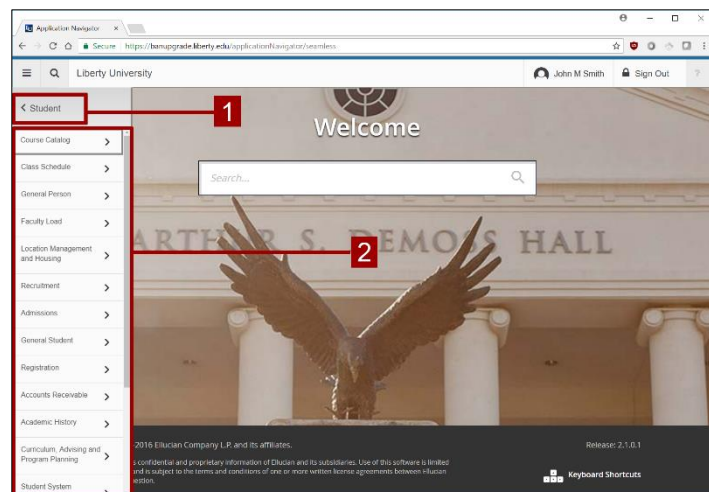 Application Navigator
Secure https://banupgrade.liberty.edu/applicationNavigator/seamless
Liberty University
John M Smith
Sign Out
?
Student
1
Course Catalog
Class Schedule
General Person
Faculty Load
Location Management
and Housing
Recruitment
Admissions
General Student
Registration
Accounts Receivable
Academic History
Curriculum, Advising and
Program Planning
Student System
2
Welcome
Search...
ARTHUR S. DEMOSS HALL
-2016 Ellucian Company L.P. and its affiliates.
confidential and proprietary information of Ellucian and its subsidiaries. Use of this software is limited
and is subject to the terms and conditions of one or more written license agreements between Ellucian
Release: 2.1.0.1
Keyboard Shortcuts